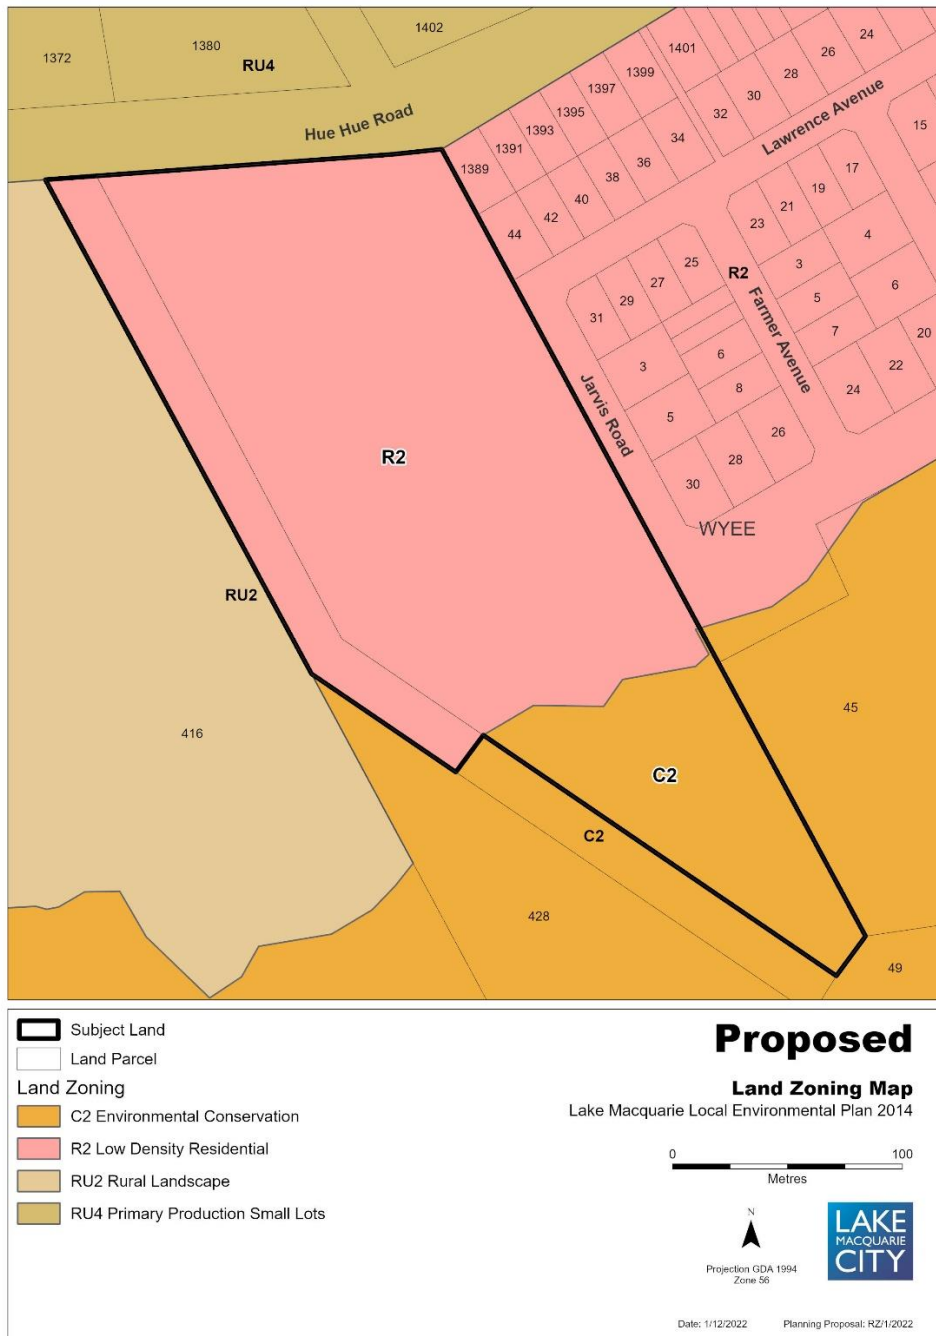 1372
1380
RU4
1402
Hue Hue Road
1389
1391
1393
1395
1397
1399
1401
44
42
40
38
36
34
32
30
28
26
24
Lawrence Avenue
15
31
29
27
25
23
21
19
17
R2
3
4
5
6
7
3
5
6
8
30
28
26
24
22
20
Jarvis Road
Farmer Avenue
R2
WYEE
RU2
416
45
C2
C2
428
49
Subject Land
Land Parcel
Land Zoning
C2 Environmental Conservation
R2 Low Density Residential
RU2 Rural Landscape
RU4 Primary Production Small Lots
Proposed
Land Zoning Map
Lake Macquarie Local Environmental Plan 2014
0 100
Metres
N
Projection GDA 1994
Zone 56
LAKE
MACQUARIE
CITY
Date: 1/12/2022 Planning Proposal: RZ/1/2022